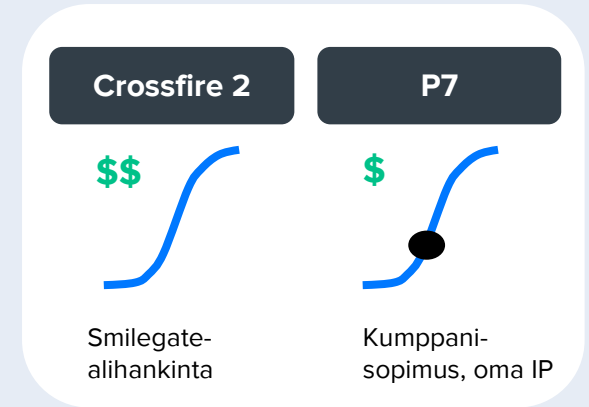 Crossfire 2
P7
$$
$
Smilegate-
alihankinta
Kumppani-
sopimus, oma IP